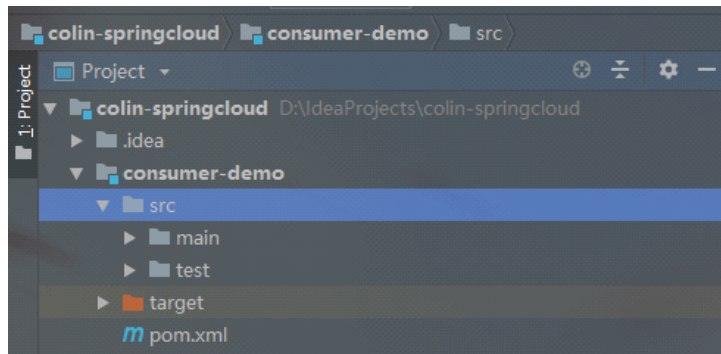 colin-springcloud consumer-demo src
1: Project
Project
colin-springcloud D:\IdeaProjects\colin-springcloud
.idea
consumer-demo
src
main
test
target
m pom.xml